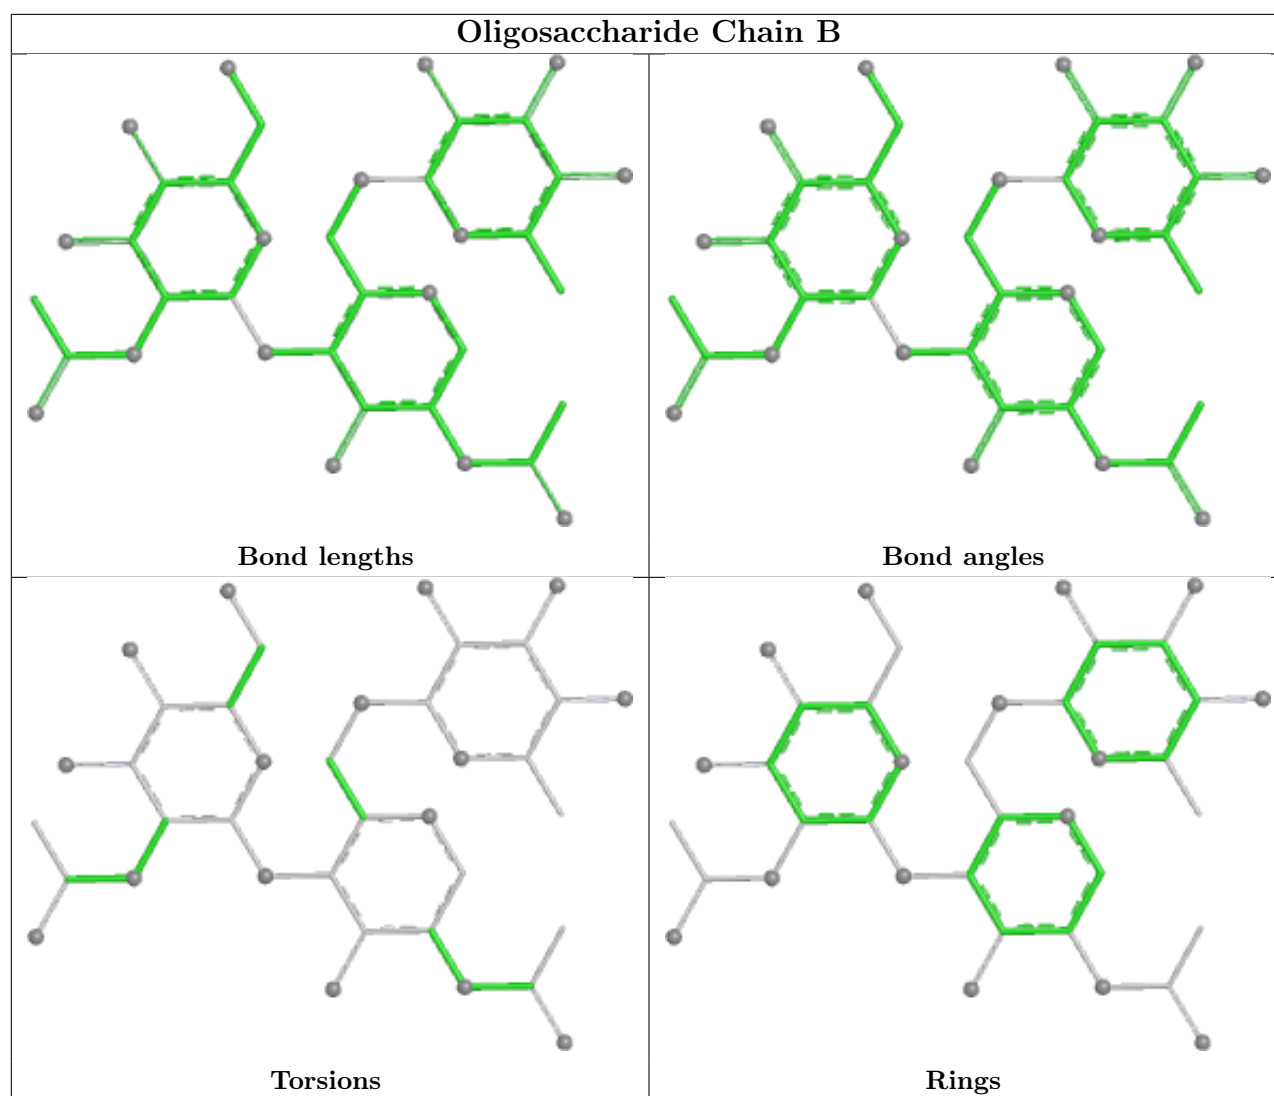 Oligosaccharide Chain B
Bond lengths
Bond angles
Torsions
Rings